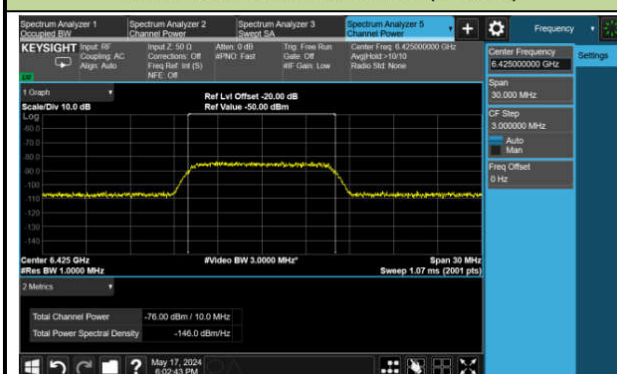 Spectrum Analyzer 1
Occupied BW
Spectrum Analyzer 2
Channel Power
Spectrum Analyzer 3
Swept SA
Spectrum Analyzer 5
Channel Power
Frequency
KEYSIGHT
Input: RF
Coupling: AC
Align: Auto
Input Z: 50 Ω
Corrections: Off
Freq Ref: Int (S)
NFE: Off
Atten: 0 dB
#PNO: Fast
Trig: Free Run
Gate: Off
#IF Gain: Low
Center Freq: 6.425000000 GHz
Avg|Hold:>10/10
Radio Std: None
Center Frequency
6.425000000 GHz
Settings
Span
30.000 MHz
CF Step
3.000000 MHz
Auto
Man
Freq Offset
0 Hz
1 Graph
Scale/Div 10.0 dB
Ref Lvl Offset -20.00 dB
Ref Value -50.00 dBm
Log
-60.0
-70.0
-80.0
-90.0
-100
-110
-120
-130
-140
Center 6.425 GHz
#Res BW 1.0000 MHz
#Video BW 3.0000 MHz*
Span 30 MHz
Sweep 1.07 ms (2001 pts)
2 Metrics
Total Channel Power -76.00 dBm / 10.0 MHz
Total Power Spectral Density -146.0 dBm/Hz
May 17, 2024
6:02:43 PM